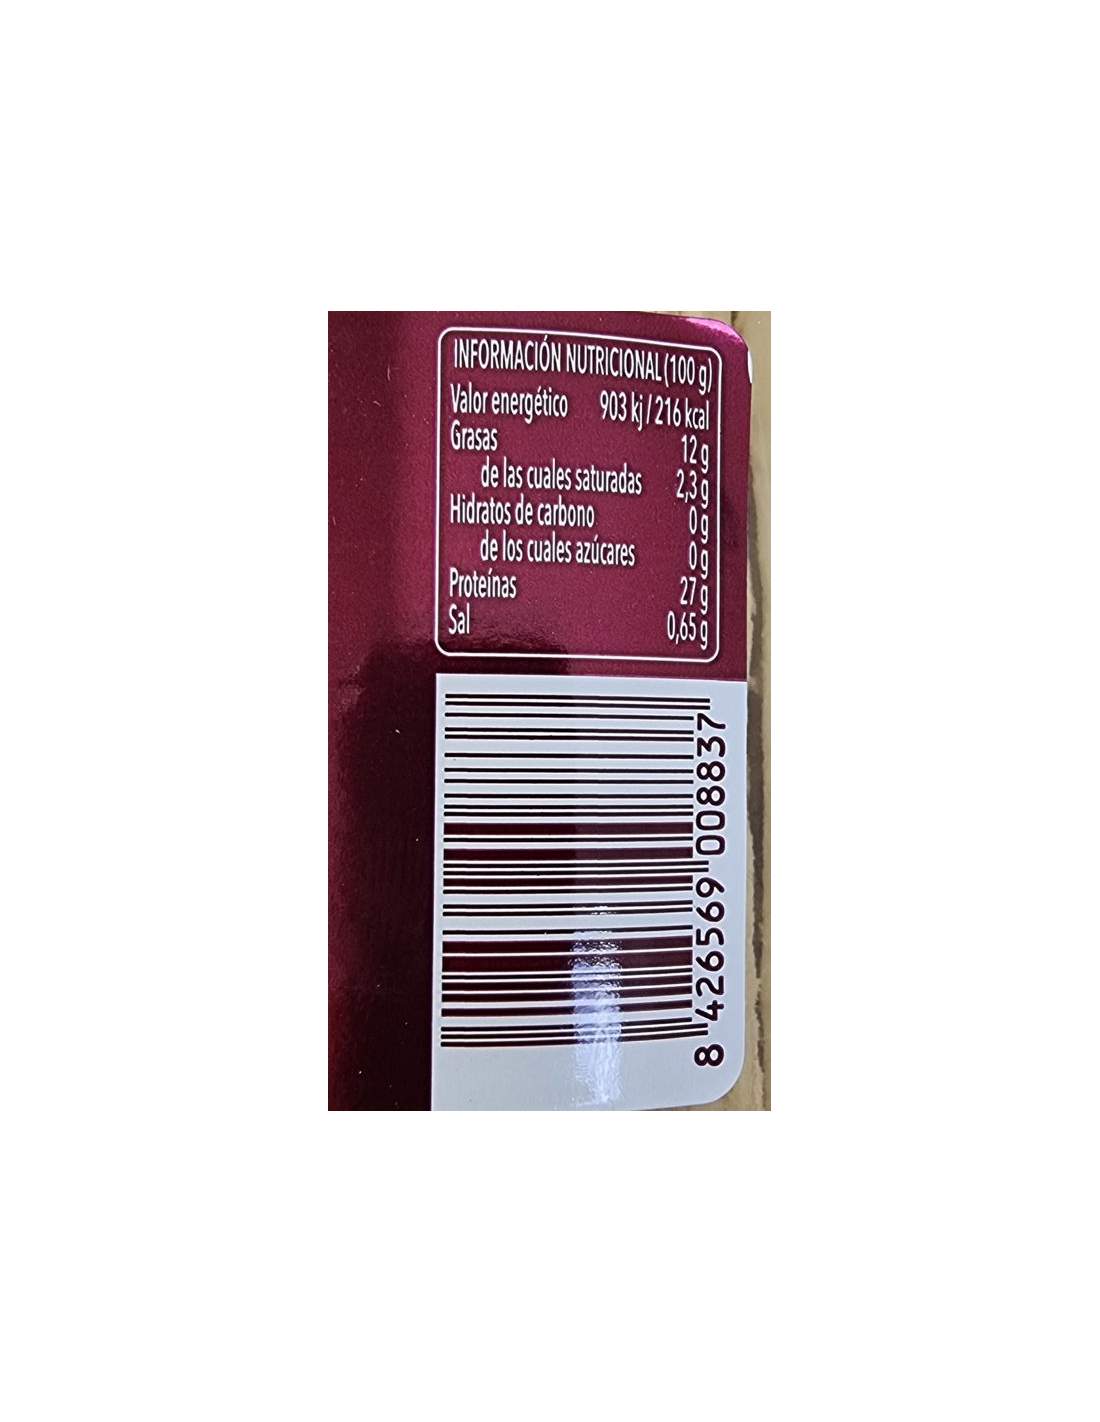 INFORMACIÓN NUTRICIONAL (100 g)
Valor energético 903 kj / 216 kcal
Grasas 12 g
de las cuales saturadas 2,3 g
Hidratos de carbono 0 g
de los cuales azúcares 0 g
Proteínas 27 g
Sal 0,65 g
8 426569 008837